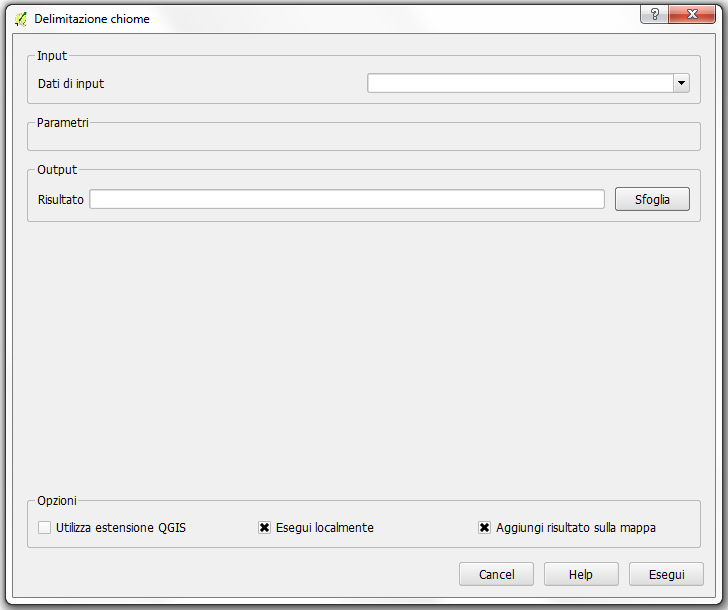 Delimitazione chiome
?
Input
Dati di input
Parametri
Output
Risultato
Sfoglia
Opzioni
Utilizza estensione QGIS
Esegui localmente
Aggiungi risultato sulla mappa
Cancel
Help
Esegui